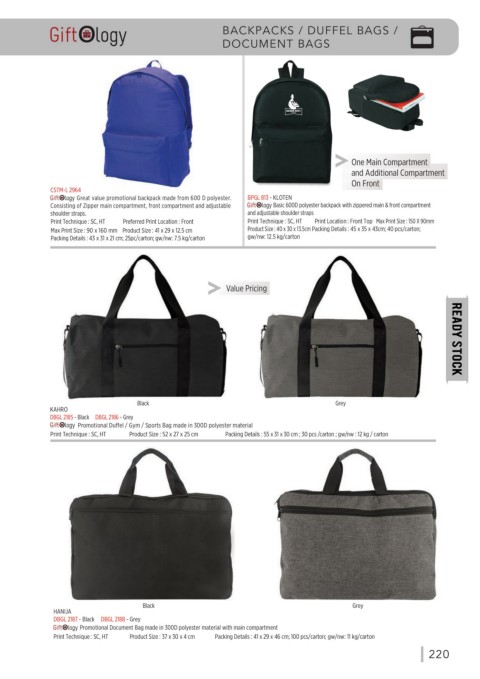 GiftOlogy
BACKPACKS / DUFFEL BAGS /
DOCUMENT BAGS
CSTM-L 2964
GiftOlogy Great value promotional backpack made from 600 D polyester.
Consisting of Zipper main compartment, front compartment and adjustable
shoulder straps.
Print Technique : SC, HT Preferred Print Location : Front
Max Print Size : 90 x 160 mm Product Size : 41 x 29 x 12.5 cm
Packing Details : 43 x 31 x 21 cm; 25pc/carton; gw/nw: 7.5 kg/carton
One Main Compartment
and Additional Compartment
On Front
BPGL 813 - KLOTEN
GiftOlogy Basic 600D polyester backpack with zippered main & front compartment
and adjustable shoulder straps
Print Technique : SC, HT Print Location : Front Top Max Print Size : 150 X 90mm
Product Size : 40 x 30 x 13.5cm Packing Details : 45 x 35 x 43cm; 40 pcs/carton;
gw/nw: 12.5 kg/carton
Value Pricing
READY STOCK
Black
Grey
KAHRO
DBGL 2185 - Black DBGL 2186 - Grey
GiftOlogy Promotional Duffel / Gym / Sports Bag made in 300D polyester material
Print Technique : SC, HT Product Size : 52 x 27 x 25 cm Packing Details : 55 x 31 x 30 cm ; 30 pcs /carton ; gw/nw : 12 kg / carton
Black
Grey
HANIJA
DBGL 2187 - Black DBGL 2188 - Grey
GiftOlogy Promotional Document Bag made in 300D polyester material with main compartment
Print Technique : SC, HT Product Size : 37 x 30 x 4 cm Packing Details : 41 x 29 x 46 cm; 100 pcs/carton; gw/nw: 11 kg/carton
220